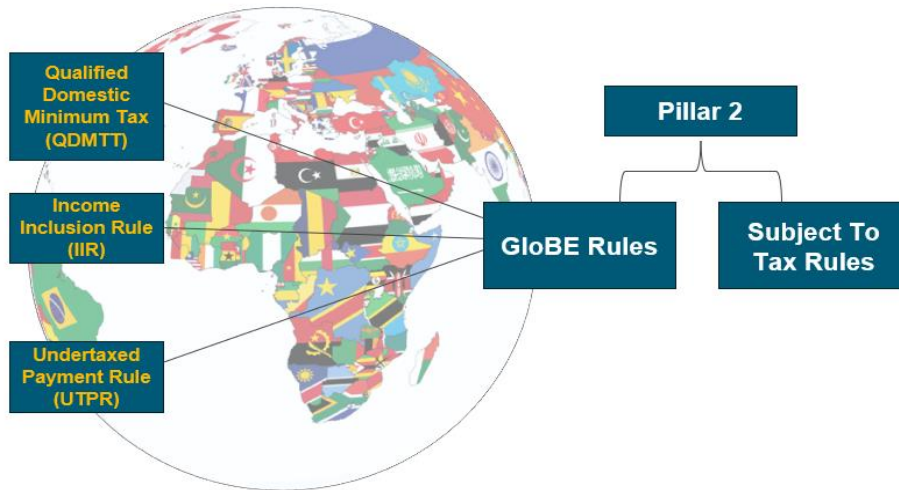 Qualified
Domestic
Minimum Tax
(QDMTT)
Income
Inclusion Rule
(IIR)
Undertaxed
Payment Rule
(UTPR)
Pillar 2
GloBE Rules
Subject To
Tax Rules